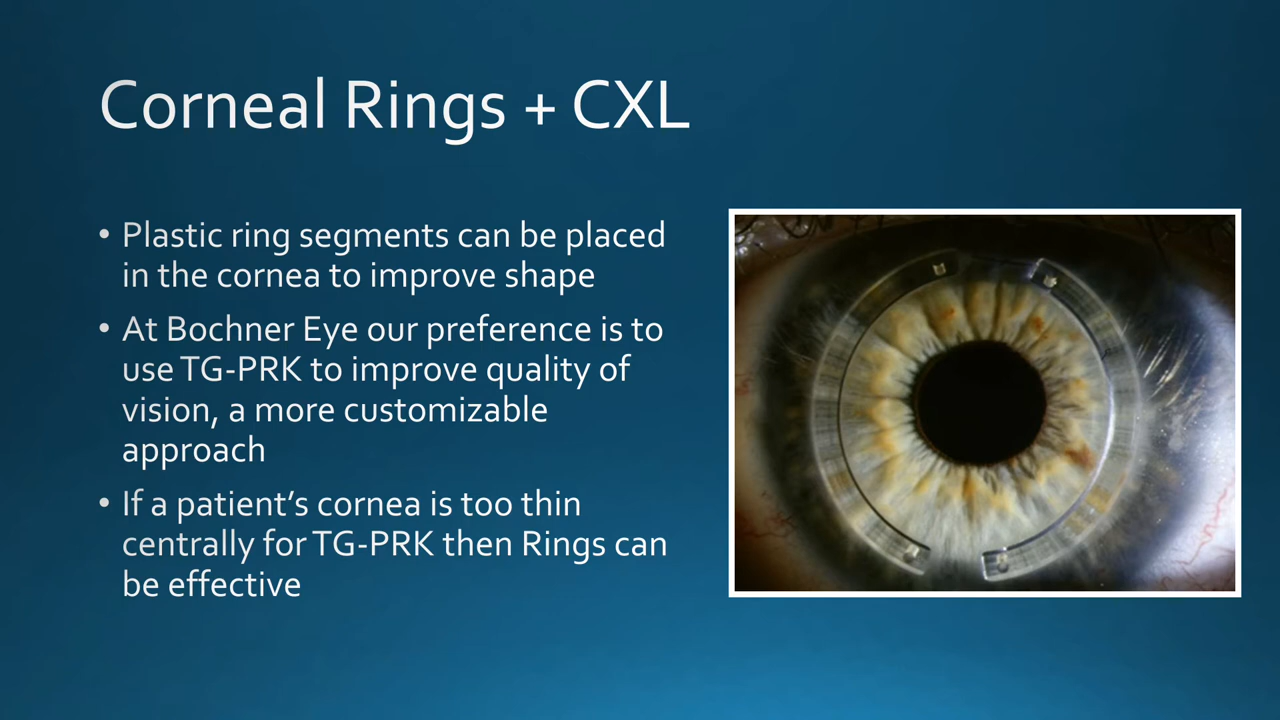 Corneal Rings + CXL
• Plastic ring segments can be placed
in the cornea to improve shape
• At Bochner Eye our preference is to
use TG-PRK to improve quality of
vision, a more customizable
approach
• If a patient’s cornea is too thin
centrally for TG-PRK then Rings can
be effective